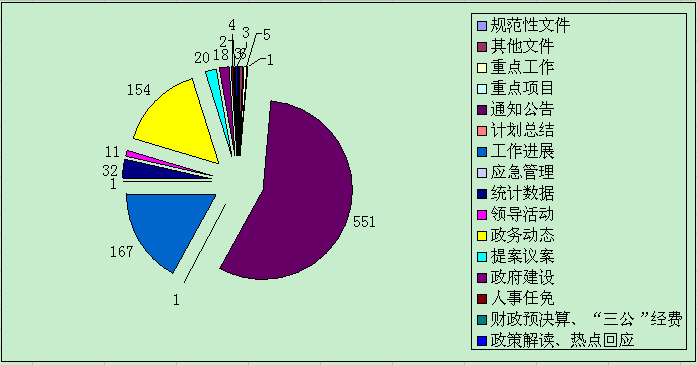 4
3
5
2
3
6
1
20
18
154
11
32
1
167
1
551
规范性文件
其他文件
重点工作
重点项目
通知公告
计划总结
工作进展
应急管理
统计数据
领导活动
政务动态
提案议案
政府建设
人事任免
财政预决算、“三公”经费
政策解读、热点回应